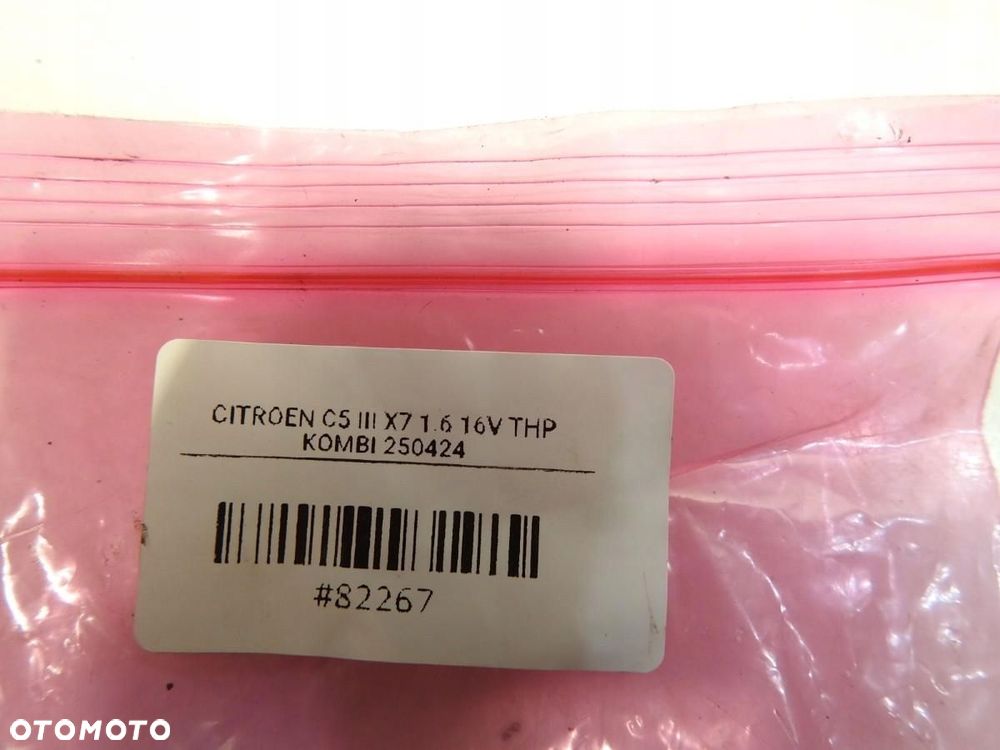 CITROEN C5 III X7 1.6 16V THP
KOMBI 250424
#82267
OTOMOTO